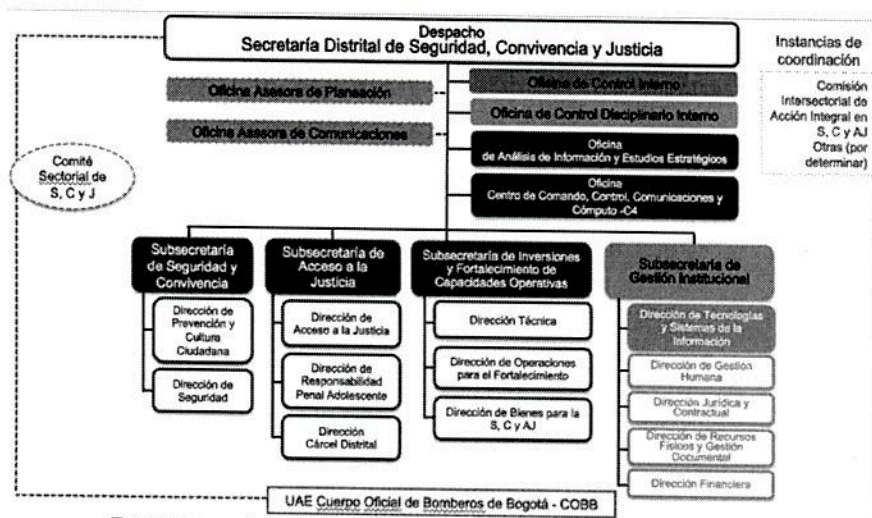 Despacho
Secretaría Distrital de Seguridad, Convivencia y Justicia
Instancias de
coordinación
Comisión
Intersectorial de
Acción Integral en
S, C y AJ
Otras (por
determinar)
Oficina Asesora de Planeación
Oficina Asesora de Comunicaciones
Oficina de Control Interno
Oficina de Control Disciplinario Interno
Oficina
de Análisis de Información y Estudios Estratégicos
Oficina
Centro de Comando, Control, Comunicaciones y
Cómputo -C4
Comité
Sectorial de
S, C y J
Subsecretaría
de Seguridad y
Convivencia
Dirección de
Prevención y
Cultura
Ciudadana
Dirección de
Seguridad
Subsecretaría de
Acceso a la
Justicia
Dirección de
Acceso a la Justicia
Dirección de
Responsabilidad
Penal Adolescente
Dirección
Cárcel Distrital
Subsecretaría de Inversiones
y Fortalecimiento de
Capacidades Operativas
Dirección Técnica
Dirección de Operaciones
para el Fortalecimiento
Dirección de Bienes para la
S, C y AJ
Subsecretaría de
Gestión Institucional
Dirección de Tecnologías
y Sistemas de la
Información
Dirección de Gestión
Humana
Dirección Jurídica y
Contractual
Dirección de Recursos
Físicos y Gestión
Documental
Dirección Financiera
UAE Cuerpo Oficial de Bomberos de Bogotá - COBB